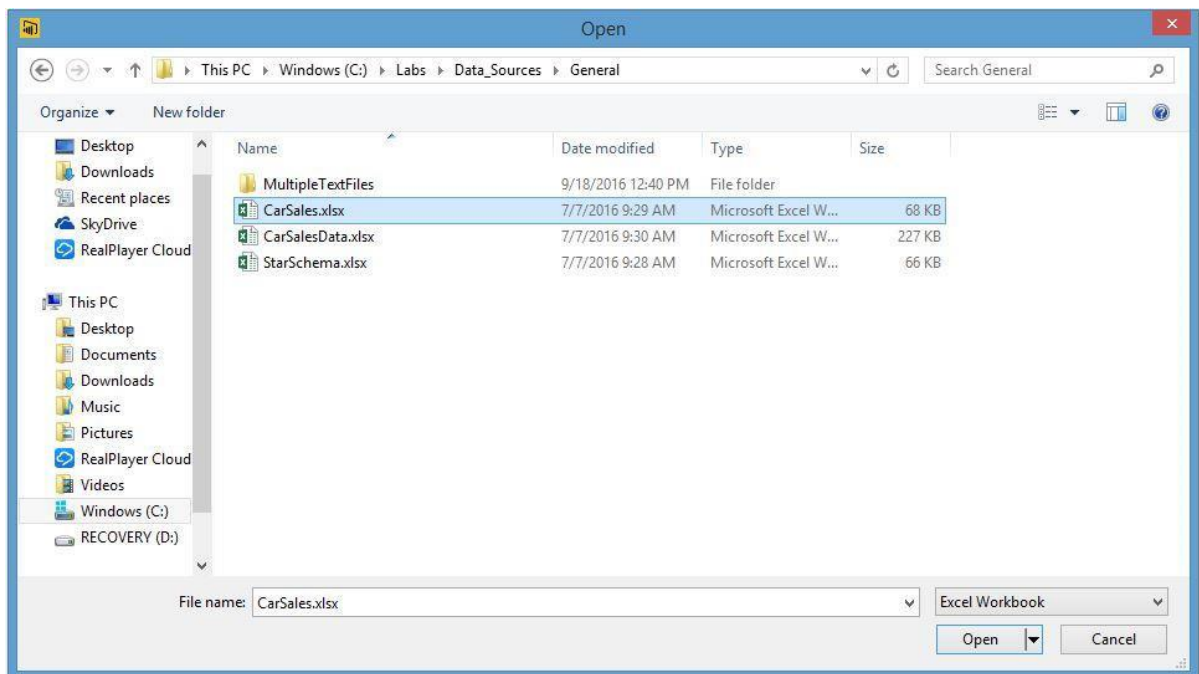 Open
This PC Windows (C:) Labs Data_Sources General Search General
Organize New folder
Desktop
Downloads
Recent places
SkyDrive
RealPlayer Cloud
This PC
Desktop
Documents
Downloads
Music
Pictures
RealPlayer Cloud
Videos
Windows (C:)
RECOVERY (D:)
Name Date modified Type Size
MultipleTextFiles 9/18/2016 12:40 PM File folder
CarSales.xlsx 7/7/2016 9:29 AM Microsoft Excel W... 68 KB
CarSalesData.xlsx 7/7/2016 9:30 AM Microsoft Excel W... 227 KB
StarSchema.xlsx 7/7/2016 9:28 AM Microsoft Excel W... 66 KB
File name: CarSales.xlsx Excel Workbook
Open Cancel